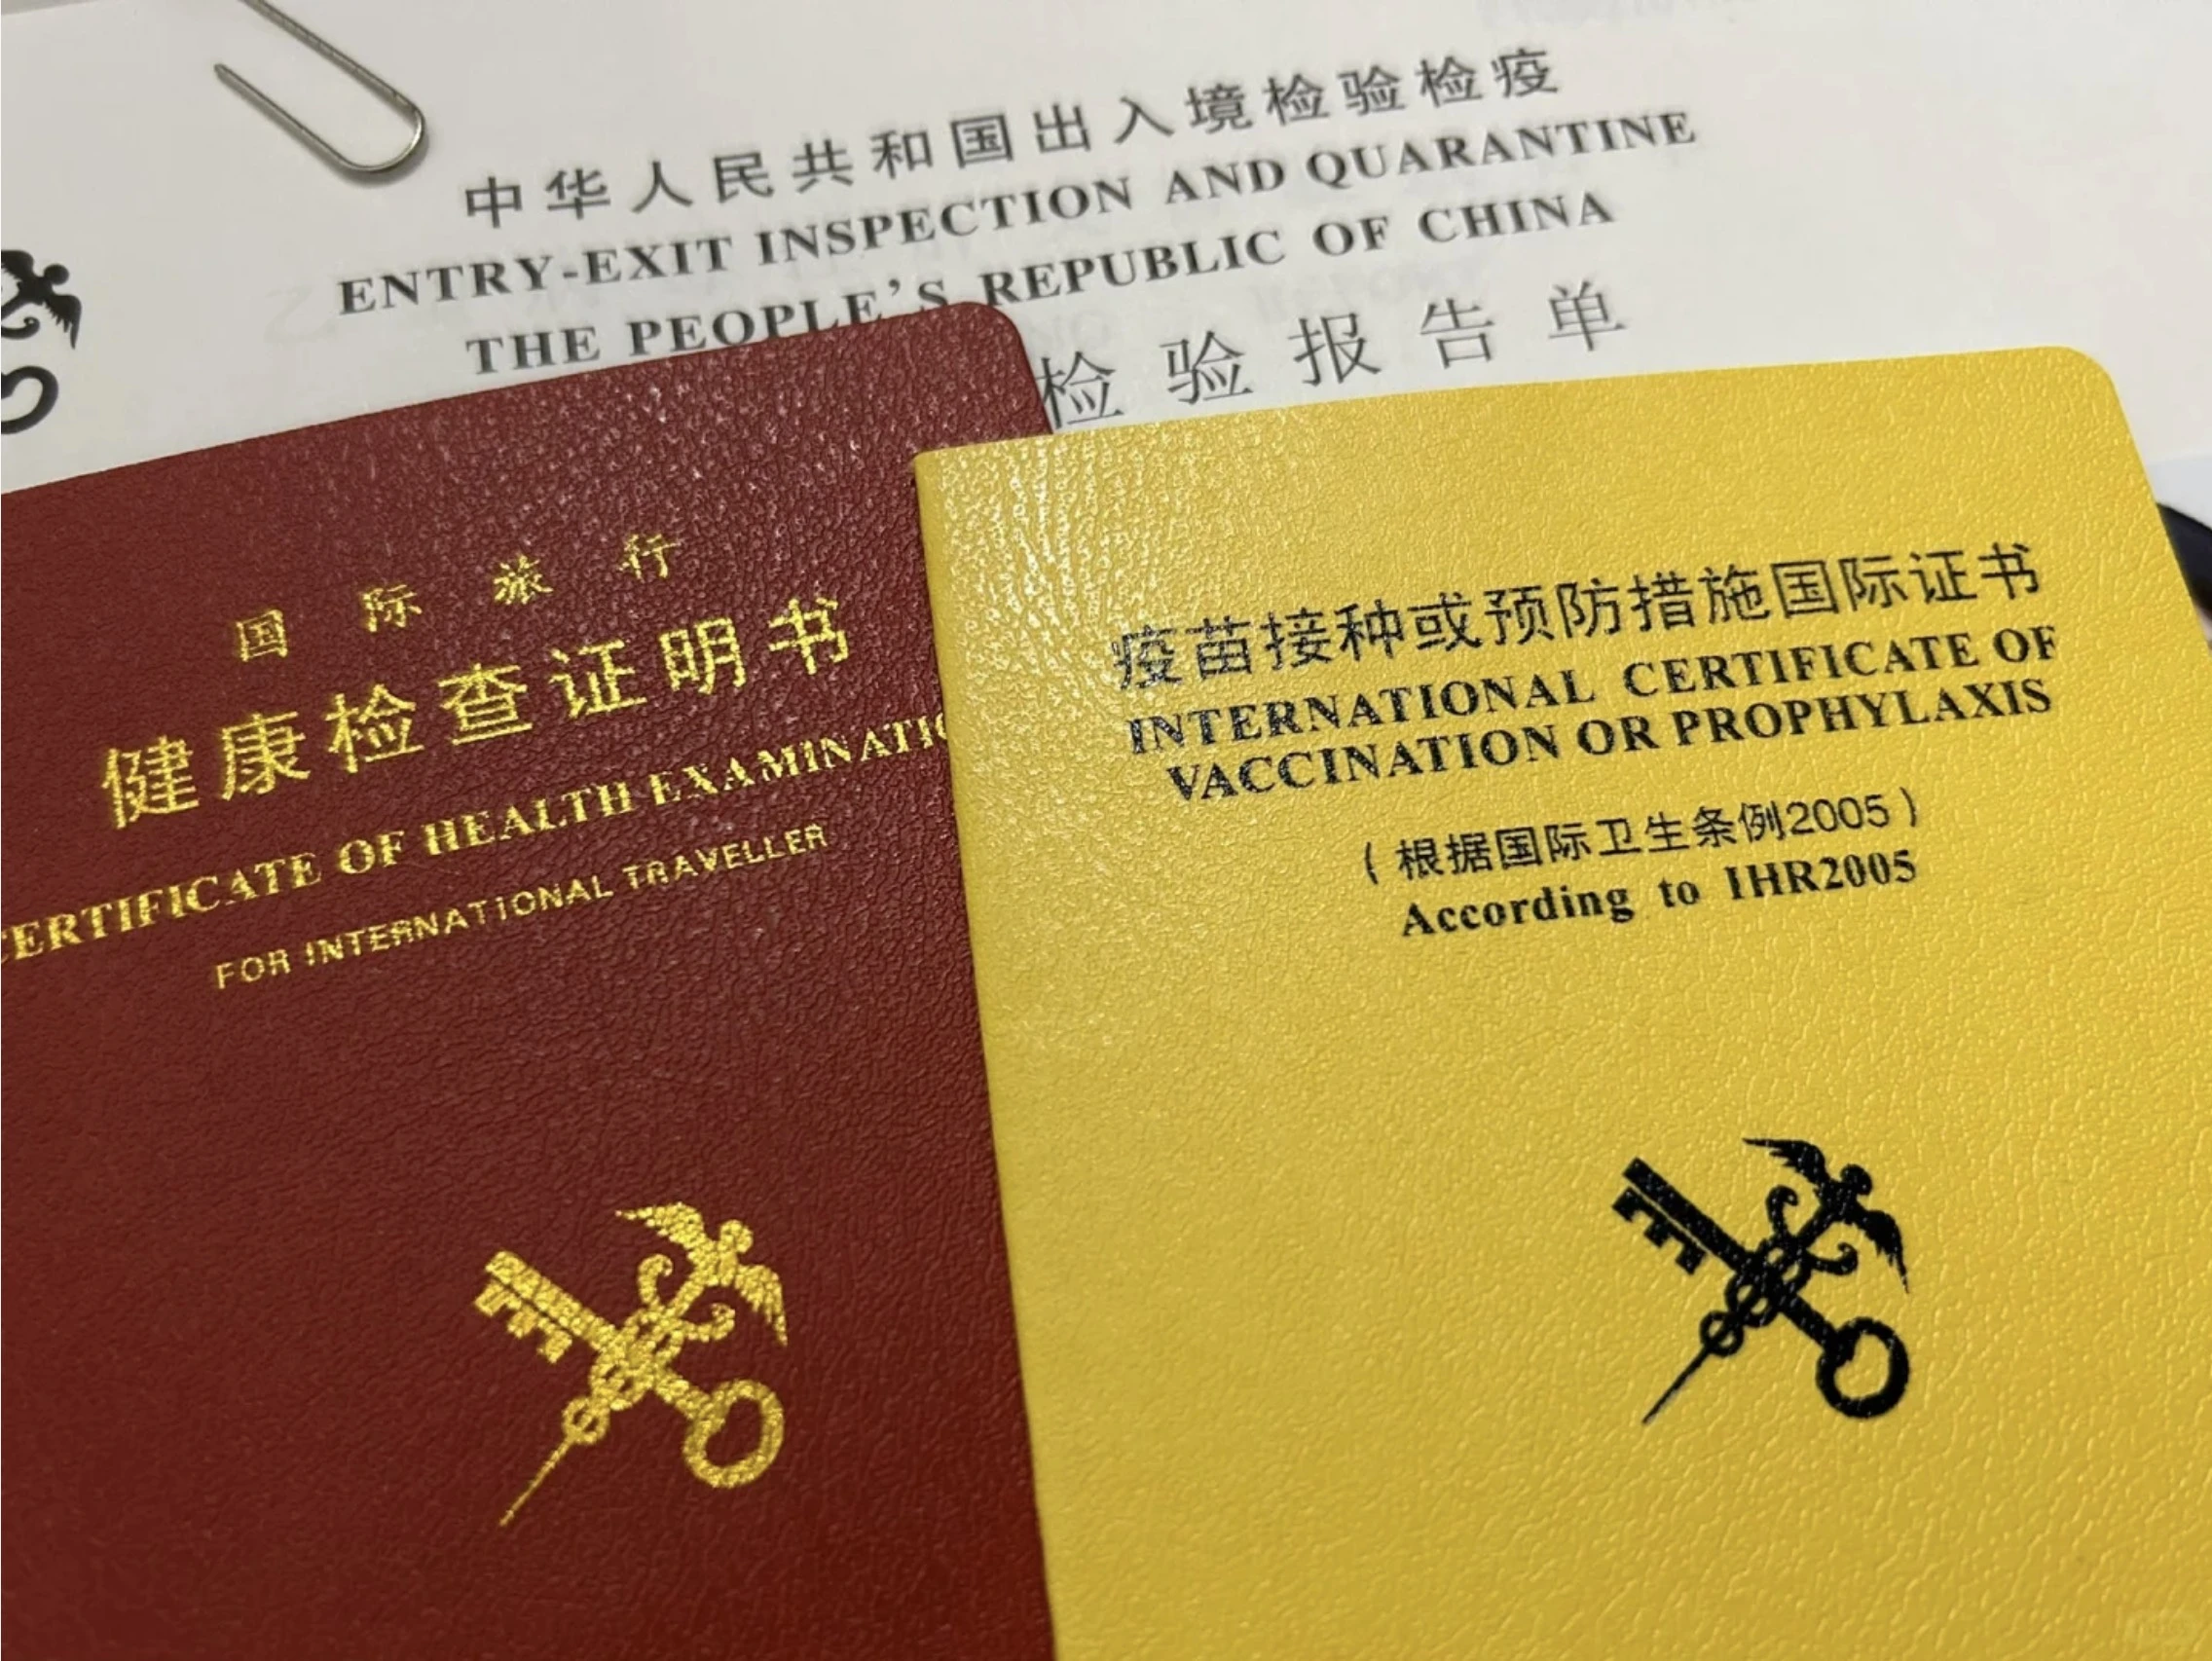 中华人民共和国出入境检验检疫
ENTRY-EXIT INSPECTION AND QUARANTINE
THE PEOPLE'S REPUBLIC OF CHINA
检验报告单
国际旅行
健康检查证明书
CERTIFICATE OF HEALTH EXAMINATIO
FOR INTERNATIONAL TRAVELLER
疫苗接种或预防措施国际证书
INTERNATIONAL CERTIFICATE OF
VACCINATION OR PROPHYLAXIS
(根据国际卫生条例2005)
According to IHR2005